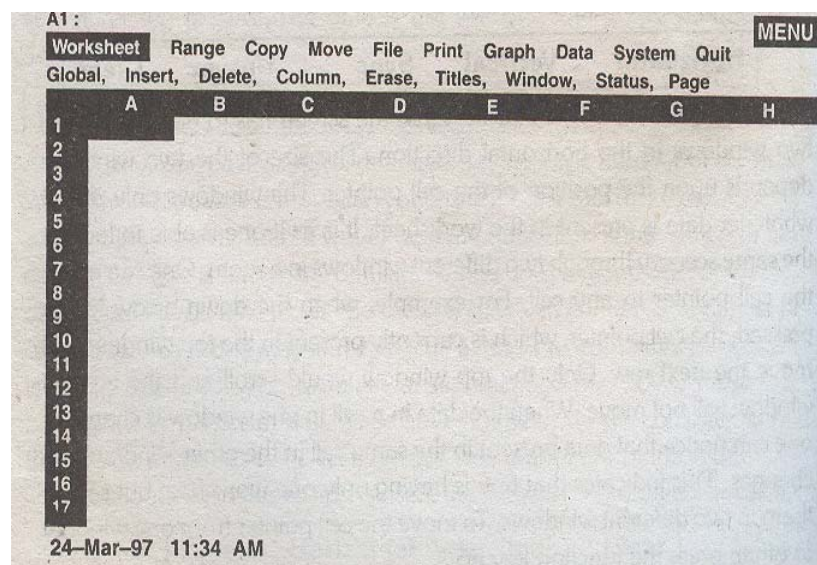 A1 :
MENU
Worksheet Range Copy Move File Print Graph Data System Quit
Global, Insert, Delete, Column, Erase, Titles, Window, Status, Page
A B C D E F G H
1
2
3
4
5
6
7
8
9
10
11
12
13
14
15
16
17
24–Mar–97 11:34 AM